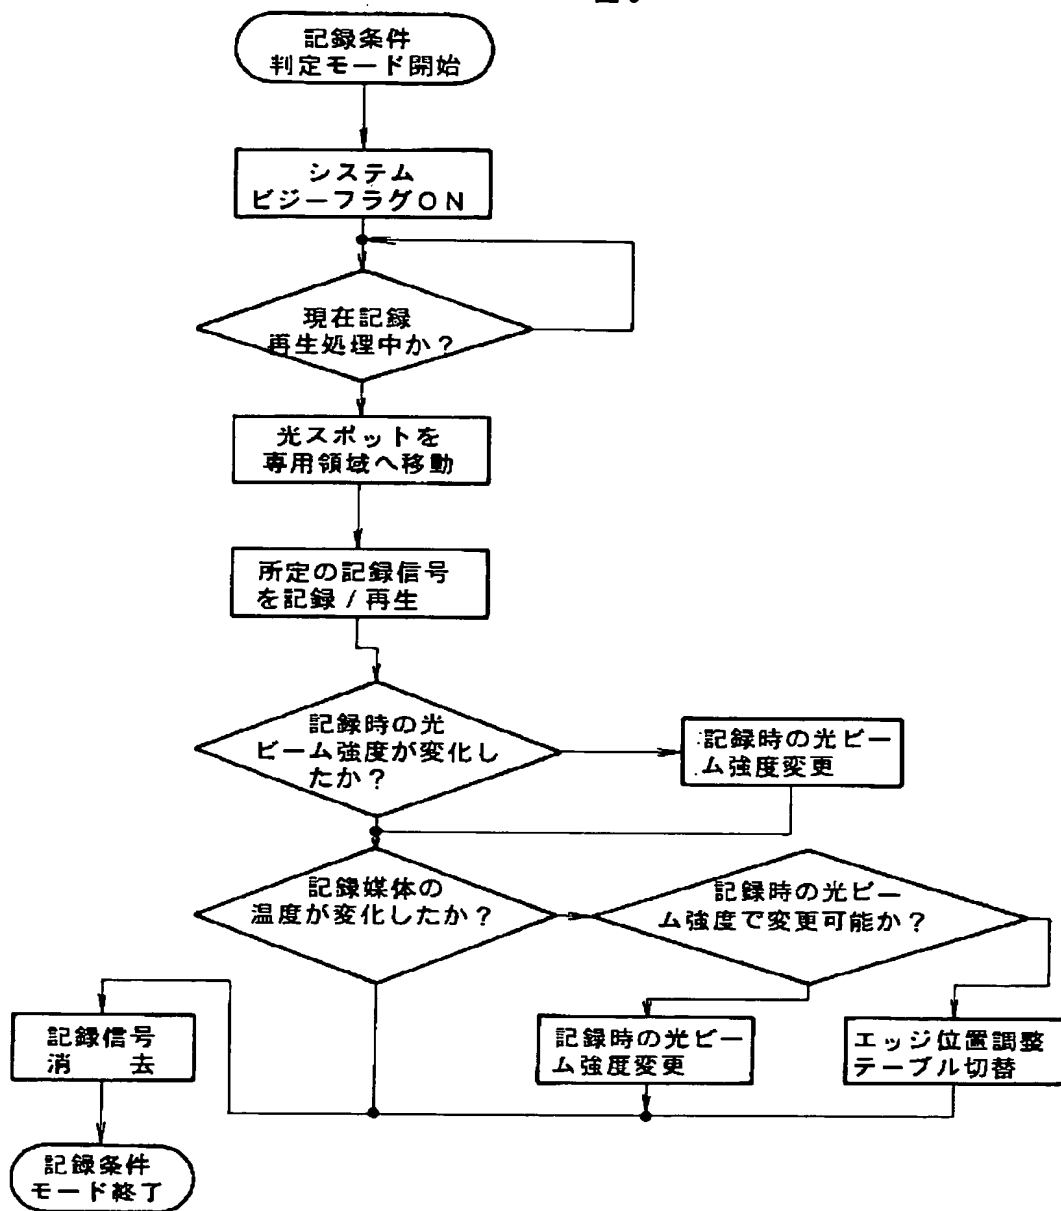 記録条件
判定モード開始
システム
ビジーフラグON
現在記録
再生処理中か？
光スポットを
専用領域へ移動
所定の記録信号
を記録/再生
記録時の光
ビーム強度が変化し
たか？
記録時の光ビー
ム強度変更
記録媒体の
温度が変化したか？
記録時の光ビー
ム強度で変更可能か？
記録信号
消　　去
記録時の光ビー
ム強度変更
エッジ位置調整
テーブル切替
記録条件
モード終了